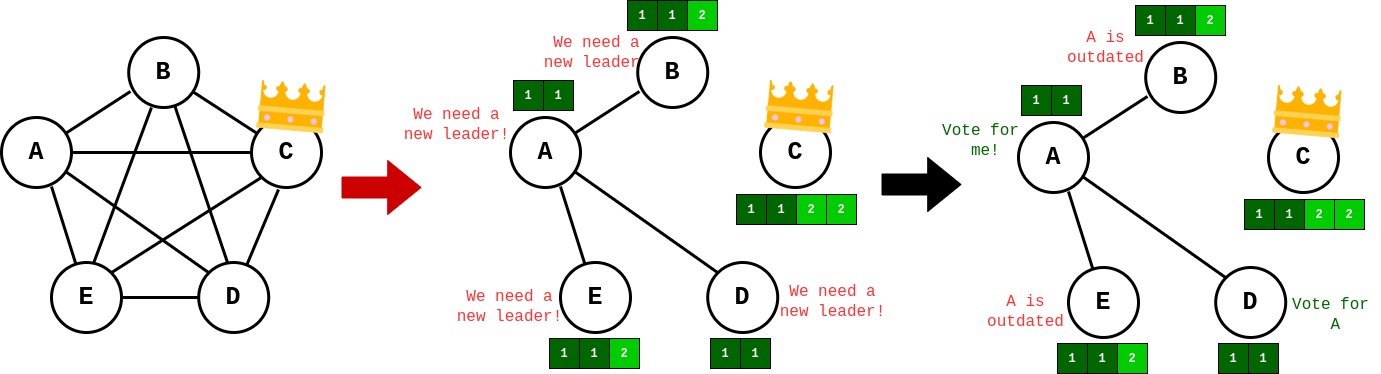 B
A
C
E
D
1 1 2
We need a
new leader
B
1 1
We need a
new leader!
A
C
1 1 2 2
We need a
new leader!
E
1 1 2
D
We need a
new leader!
1 1
1 1 2
A is
outdated
B
1 1
Vote for
me!
A
C
1 1 2 2
A is
outdated
E
1 1 2
D
Vote for
A
1 1